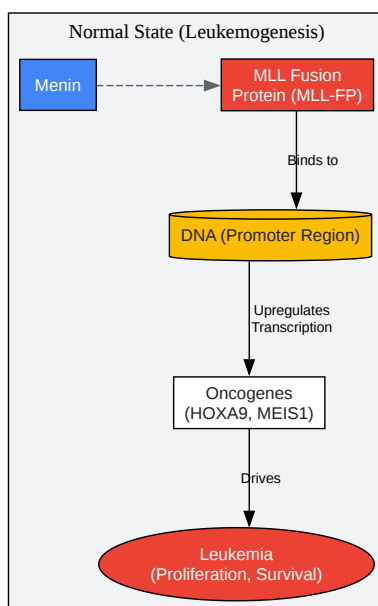 Normal State (Leukemogenesis)
Menin
MLL Fusion
Protein (MLL-FP)
Binds to
DNA (Promoter Region)
Upregulates
Transcription
Oncogenes
(HOXA9, MEIS1)
Drives
Leukemia
(Proliferation, Survival)